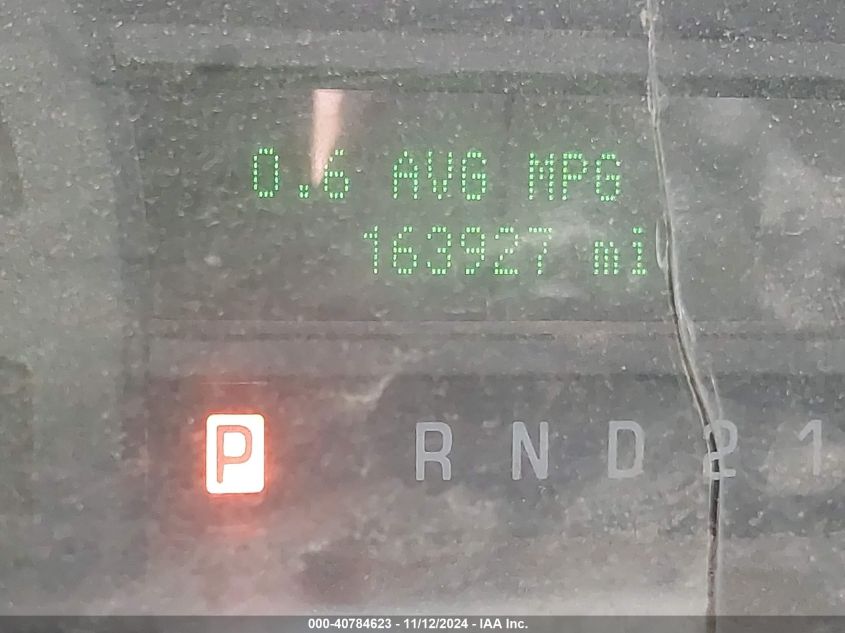 0.6 AVG MPG
163927 mi
P R N D 2 1
000-40784623 - 11/12/2024 - IAA Inc.